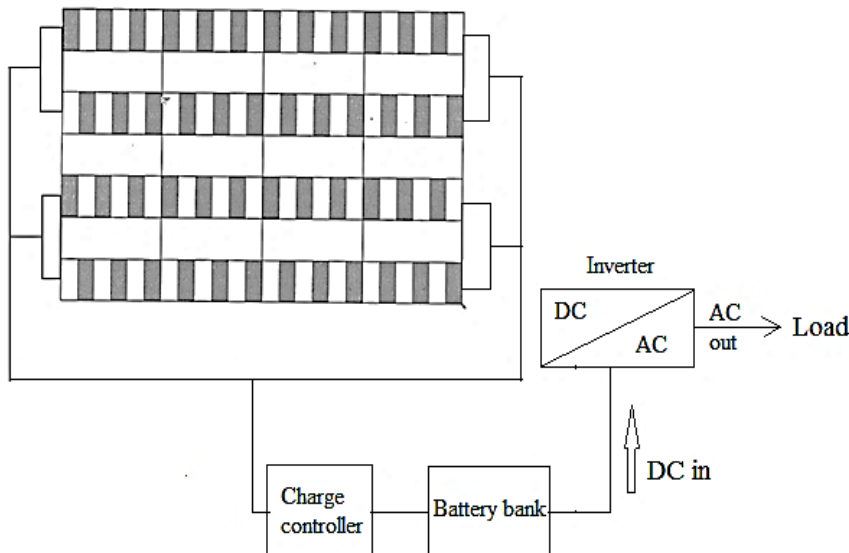 Inverter
DC
AC
AC
out
Load
DC in
Charge
controller
Battery bank